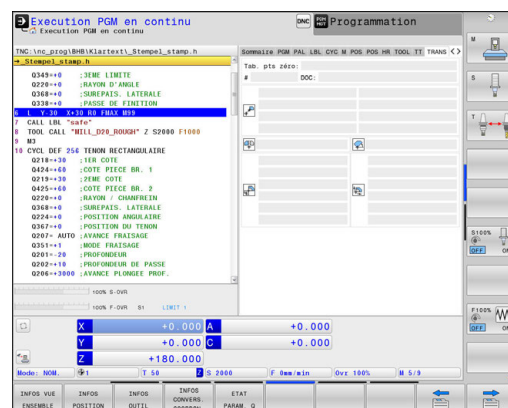 Execution PGM en continu
Execution PGM en continu
DNC
Programmation
TNC:\nc_prog\BHB\Klartext\_Stempel_stamp.h
→_Stempel_stamp.h
Q349=+0 ;3EME LIMITE
Q220=+0 ;RAYON D'ANGLE
Q368=+0 ;SUREPAIS. LATERALE
Q338=+0 ;PASSE DE FINITION
6 L Y-30 X+30 R0 FMAX M99
7 CALL LBL "safe"
8 TOOL CALL "MILL_D20_ROUGH" Z S2000 F1000
9 M3
10 CYCL DEF 256 TENON RECTANGULAIRE
Q218=+30 ;1ER COTE
Q424=+60 ;COTE PIECE BR. 1
Q219=+30 ;2EME COTE
Q425=+60 ;COTE PIECE BR. 2
Q220=+0 ;RAYON / CHANFREIN
Q368=+0 ;SUREPAIS. LATERALE
Q224=+0 ;POSITION ANGULAIRE
Q367=+0 ;POSITION DU TENON
Q207= AUTO ;AVANCE FRAISAGE
Q351=+1 ;MODE FRAISAGE
Q201=-20 ;PROFONDEUR
Q202=+10 ;PROFONDEUR DE PASSE
Q206=+3000 ;AVANCE PLONGEE PROF.
Sommaire PGM PAL LBL CYC M POS POS HR TOOL TT TRANS
Tab. pts zéro:
# DOC:
100% S-OVR
100% F-OVR S1 LIMIT 1
X +0.000 A +0.000
Y +0.000 C +0.000
Z +180.000
Mode: NOM. 1 T 50 Z S 2000 F 0mm/min Ovr 100% M 5/9
INFOS VUE ENSEMBLE
INFOS POSITION
INFOS OUTIL
INFOS CONVERS.
ETAT PARAM. Q
M
S
T
S100%
OFF ON
F100%
OFF ON